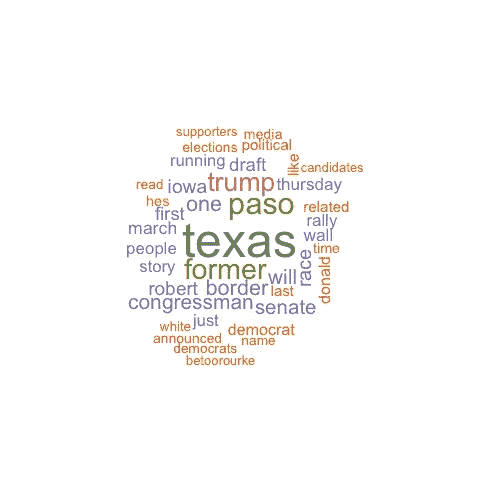 supporters media
elections political
running draft like candidates
read iowa trump thursday
hes first one paso related
march rally
people texas wall
story former will race time
robert border last donald
congressman senate
white just democrat
announced name
democrats
betoorourke